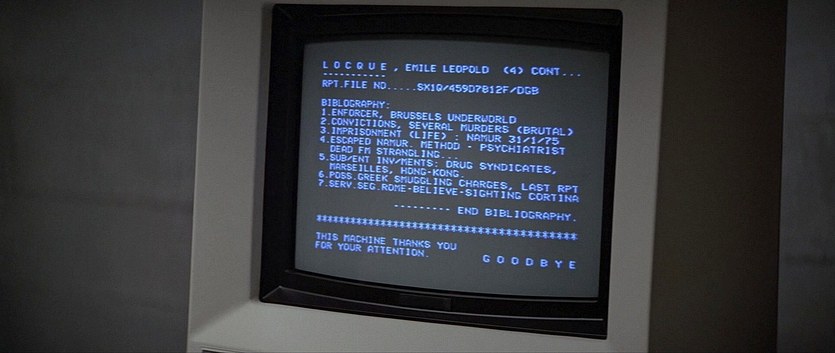 L O C Q U E , EMILE LEOPOLD (4) CONT...
-----------
RPT.FILE NO.....SX1Q/459D7812F/DGB
BIBLOGRAPHY:
1.ENFORCER, BRUSSELS UNDERWORLD
2.CONVICTIONS, SEVERAL MURDERS (BRUTAL)
3.IMPRISONMENT (LIFE) : NAMUR 31/1/75
4.ESCAPED NAMUR. METHOD - PSYCHIATRIST
DEAD FM STRANGLING...
5.SUB/ENT INV/MENTS: DRUG SYNDICATES,
MARSEILLES, HONG-KONG.
6.POSS.GREEK SMUGGLING CHARGES, LAST RPT
7.SERV.SEG.ROME-BELIEVE-SIGHTING CORTINA
--------- END BIBLIOGRAPHY.
****************************************
THIS MACHINE THANKS YOU
FOR YOUR ATTENTION.
G O O D B Y E